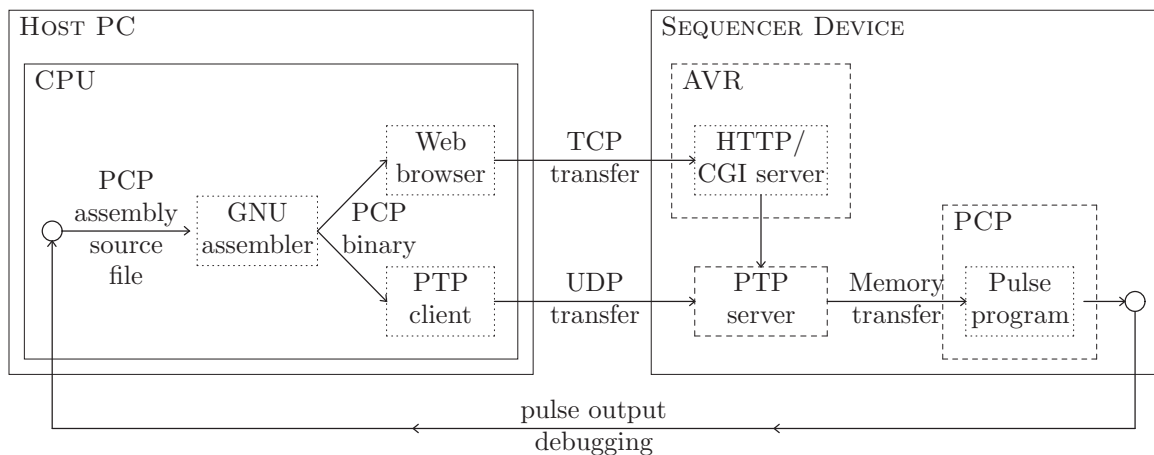 HOST PC
SEQUENCER DEVICE
CPU
AVR
Web
browser
TCP
transfer
HTTP/
CGI server
PCP
assembly
source
file
GNU
assembler
PCP
binary
PTP
client
UDP
transfer
PTP
server
Memory
transfer
PCP
Pulse
program
pulse output
debugging